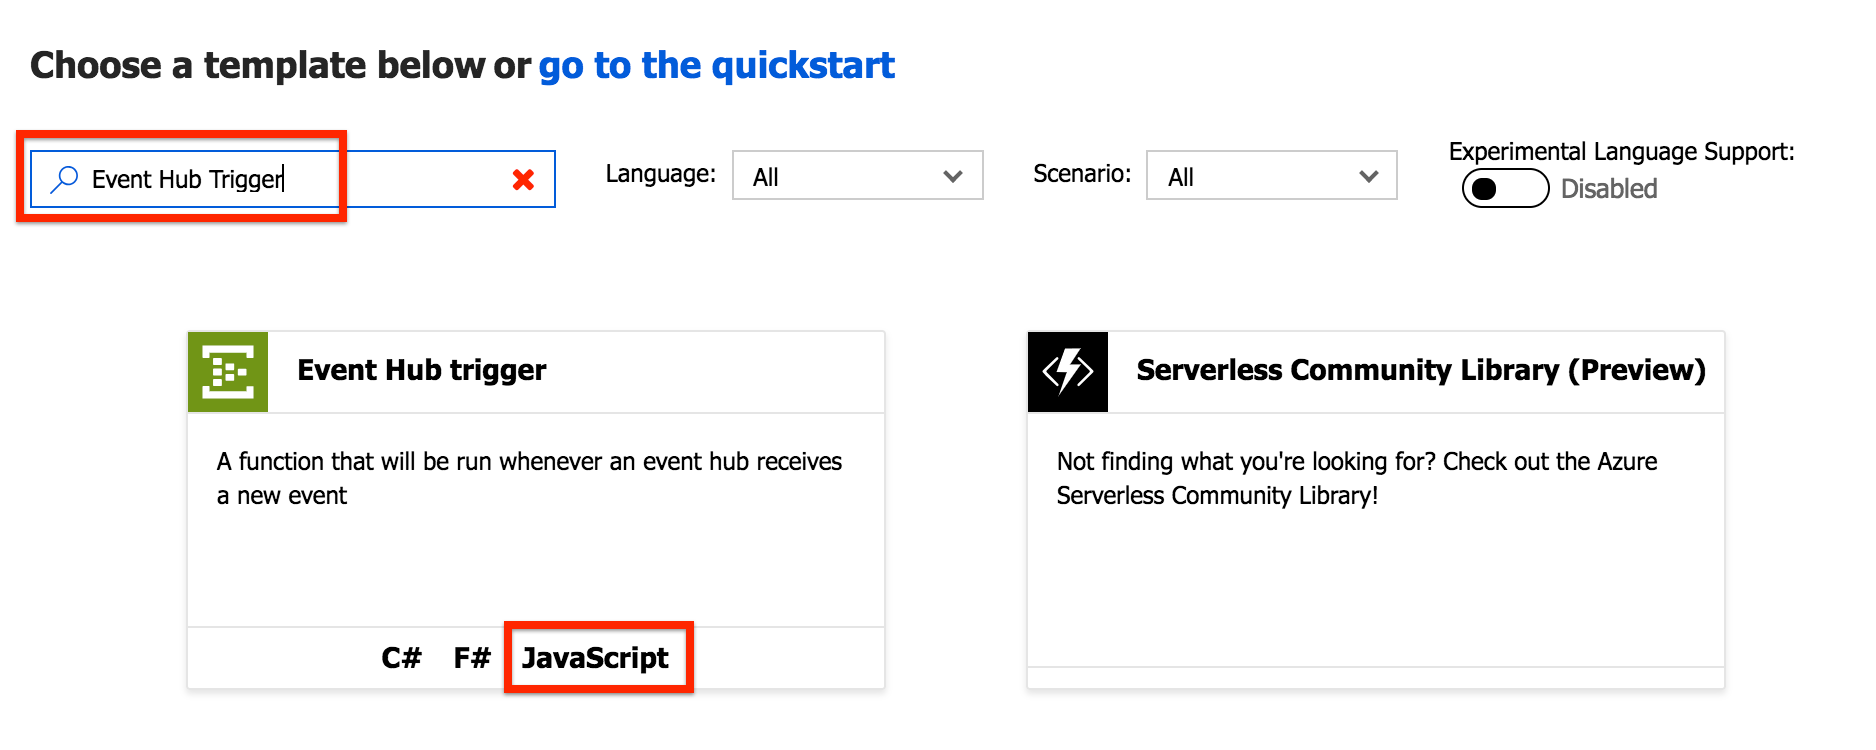 Choose a template below or go to the quickstart
Event Hub Trigger
Language: All
Scenario: All
Experimental Language Support:
Disabled
Event Hub trigger
A function that will be run whenever an event hub receives
a new event
C# F# JavaScript
Serverless Community Library (Preview)
Not finding what you're looking for? Check out the Azure
Serverless Community Library!